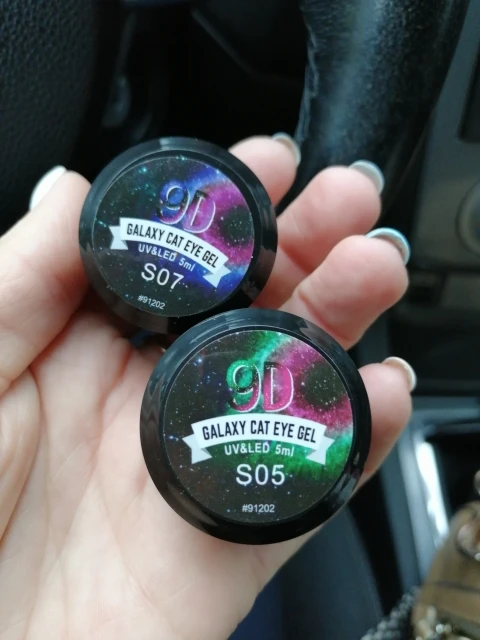 9D
GALAXY CAT EYE GEL
UV&LED 5ml
S07
#91202
9D
GALAXY CAT EYE GEL
UV&LED 5ml
S05
#91202